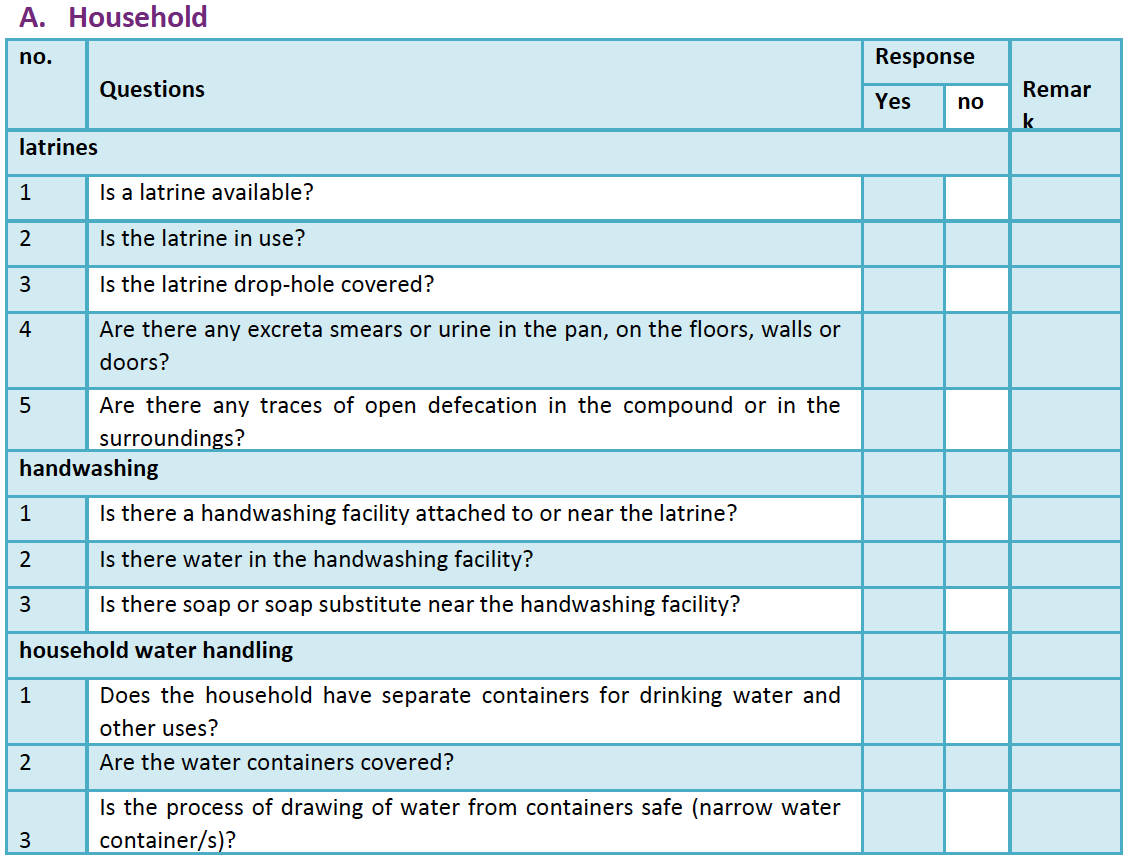 A. Household
no.
Questions
Response
Yes
no
Remar
k
latrines
1 Is a latrine available?
2 Is the latrine in use?
3 Is the latrine drop-hole covered?
4 Are there any excreta smears or urine in the pan, on the floors, walls or
doors?
5 Are there any traces of open defecation in the compound or in the
surroundings?
handwashing
1 Is there a handwashing facility attached to or near the latrine?
2 Is there water in the handwashing facility?
3 Is there soap or soap substitute near the handwashing facility?
household water handling
1 Does the household have separate containers for drinking water and
other uses?
2 Are the water containers covered?
Is the process of drawing of water from containers safe (narrow water
3 container/s)?